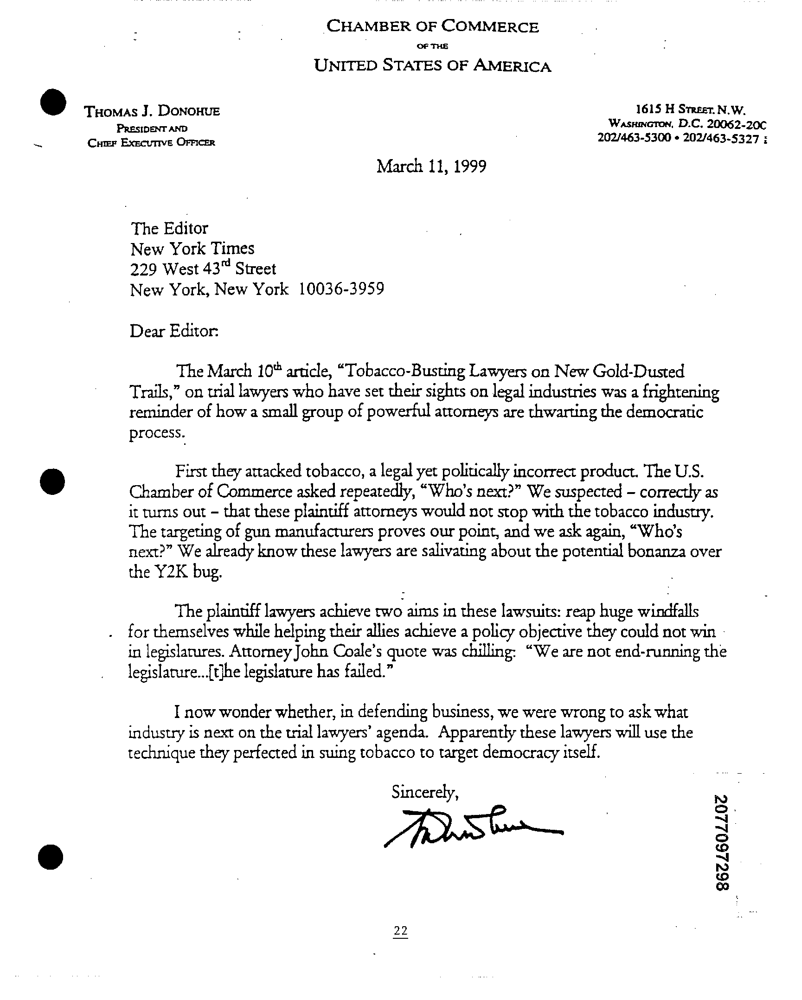 CHAMBER OF COMMERCE
OF THE
UNITED STATES OF AMERICA
THOMAS J. DONOHUE
PRESIDENT AND
CHIEF EXECUTIVE OFFICER
1615 H STREET, N.W.
WASHINGTON, D.C. 20062-200
202/463-5300 • 202/463-5327
March 11, 1999
The Editor
New York Times
229 West 43rd Street
New York, New York 10036-3959
Dear Editor:
The March 10th article, “Tobacco-Busting Lawyers on New Gold-Dusted
Trails,” on trial lawyers who have set their sights on legal industries was a frightening
reminder of how a small group of powerful attorneys are thwarting the democratic
process.
First they attacked tobacco, a legal yet politically incorrect product. The U.S.
Chamber of Commerce asked repeatedly, “Who’s next?” We suspected – correctly as
it turns out – that these plaintiff attorneys would not stop with the tobacco industry.
The targeting of gun manufacturers proves our point, and we ask again, “Who’s
next?” We already know these lawyers are salivating about the potential bonanza over
the Y2K bug.
The plaintiff lawyers achieve two aims in these lawsuits: reap huge windfalls
for themselves while helping their allies achieve a policy objective they could not win
in legislatures. Attorney John Coale’s quote was chilling: “We are not end-running the
legislature...[t]he legislature has failed.”
I now wonder whether, in defending business, we were wrong to ask what
industry is next on the trial lawyers’ agenda. Apparently these lawyers will use the
technique they perfected in suing tobacco to target democracy itself.
Sincerely,
2077097298
22